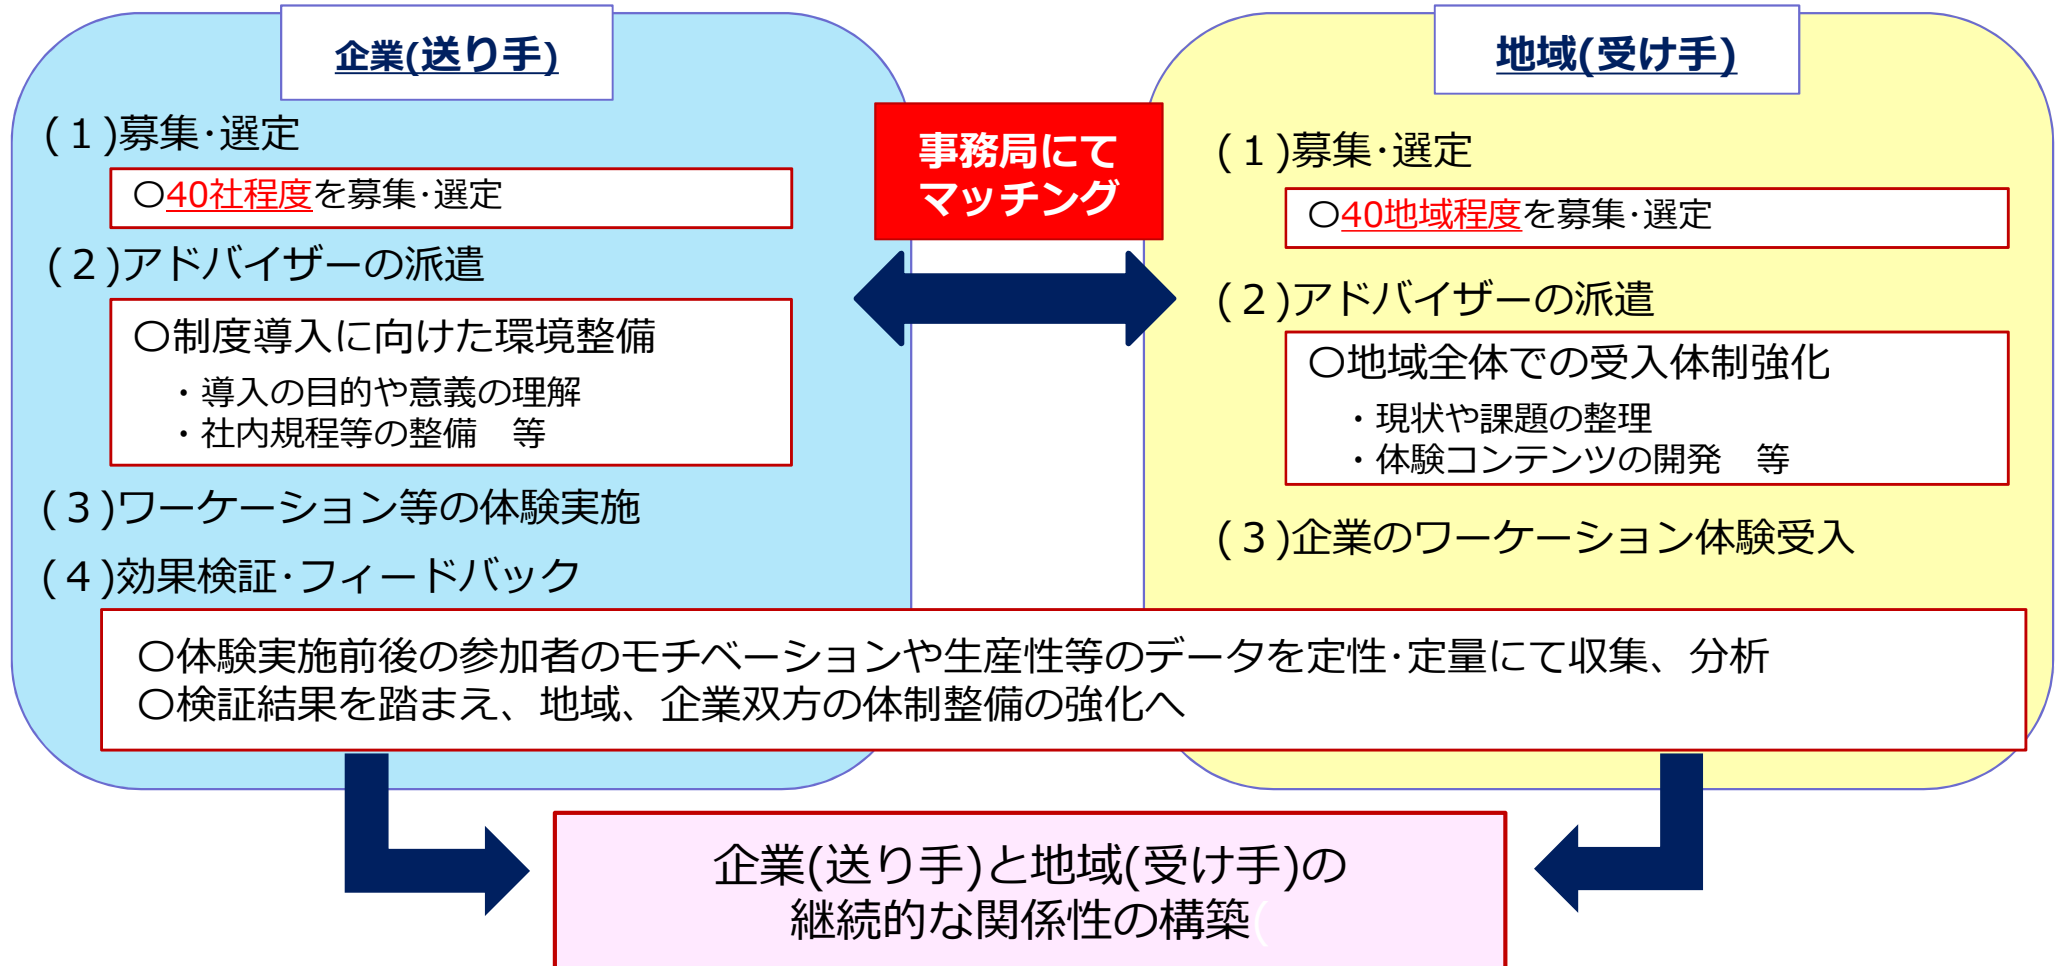 企業(送り手)
(１)募集･選定
〇40社程度を募集･選定
(２)アドバイザーの派遣
〇制度導入に向けた環境整備
・導入の目的や意義の理解
・社内規程等の整備　等
(３)ワーケーション等の体験実施
(４)効果検証･フィードバック
事務局にて
マッチング
地域(受け手)
(１)募集･選定
〇40地域程度を募集･選定
(２)アドバイザーの派遣
〇地域全体での受入体制強化
・現状や課題の整理
・体験コンテンツの開発　等
(３)企業のワーケーション体験受入
〇体験実施前後の参加者のモチベーションや生産性等のデータを定性･定量にて収集、分析
〇検証結果を踏まえ、地域、企業双方の体制整備の強化へ
企業(送り手)と地域(受け手)の
継続的な関係性の構築(